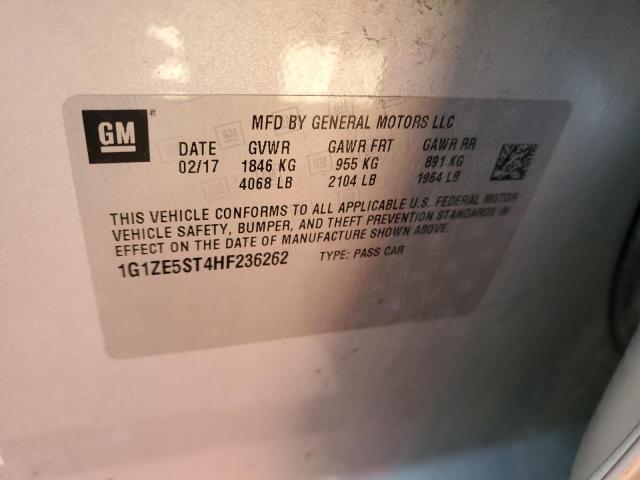 GM ®
MFD BY GENERAL MOTORS LLC
DATE GVWR GAWR FRT GAWR RR
02/17 1846 KG 955 KG 891 KG
4068 LB 2104 LB 1964 LB
THIS VEHICLE CONFORMS TO ALL APPLICABLE U.S. FEDERAL MOTOR
VEHICLE SAFETY, BUMPER, AND THEFT PREVENTION STANDARDS IN
EFFECT ON THE DATE OF MANUFACTURE SHOWN ABOVE.
1G1ZE5ST4HF236262 TYPE: PASS CAR